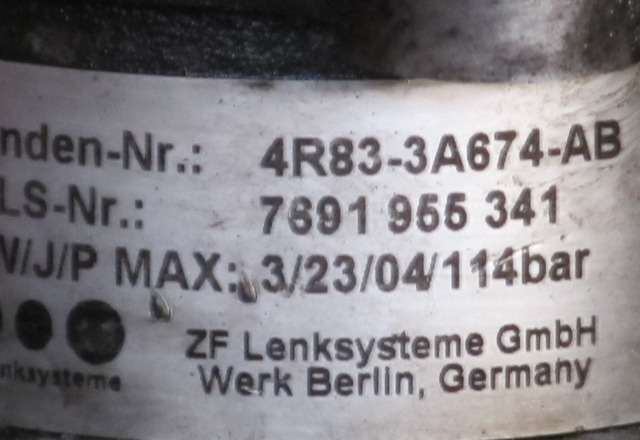 nden-Nr.: 4R83-3A674-AB
LS-Nr.: 7691 955 341
W/J/P MAX: 3/23/04/114bar
ZF Lenksysteme GmbH
nksysteme Werk Berlin, Germany